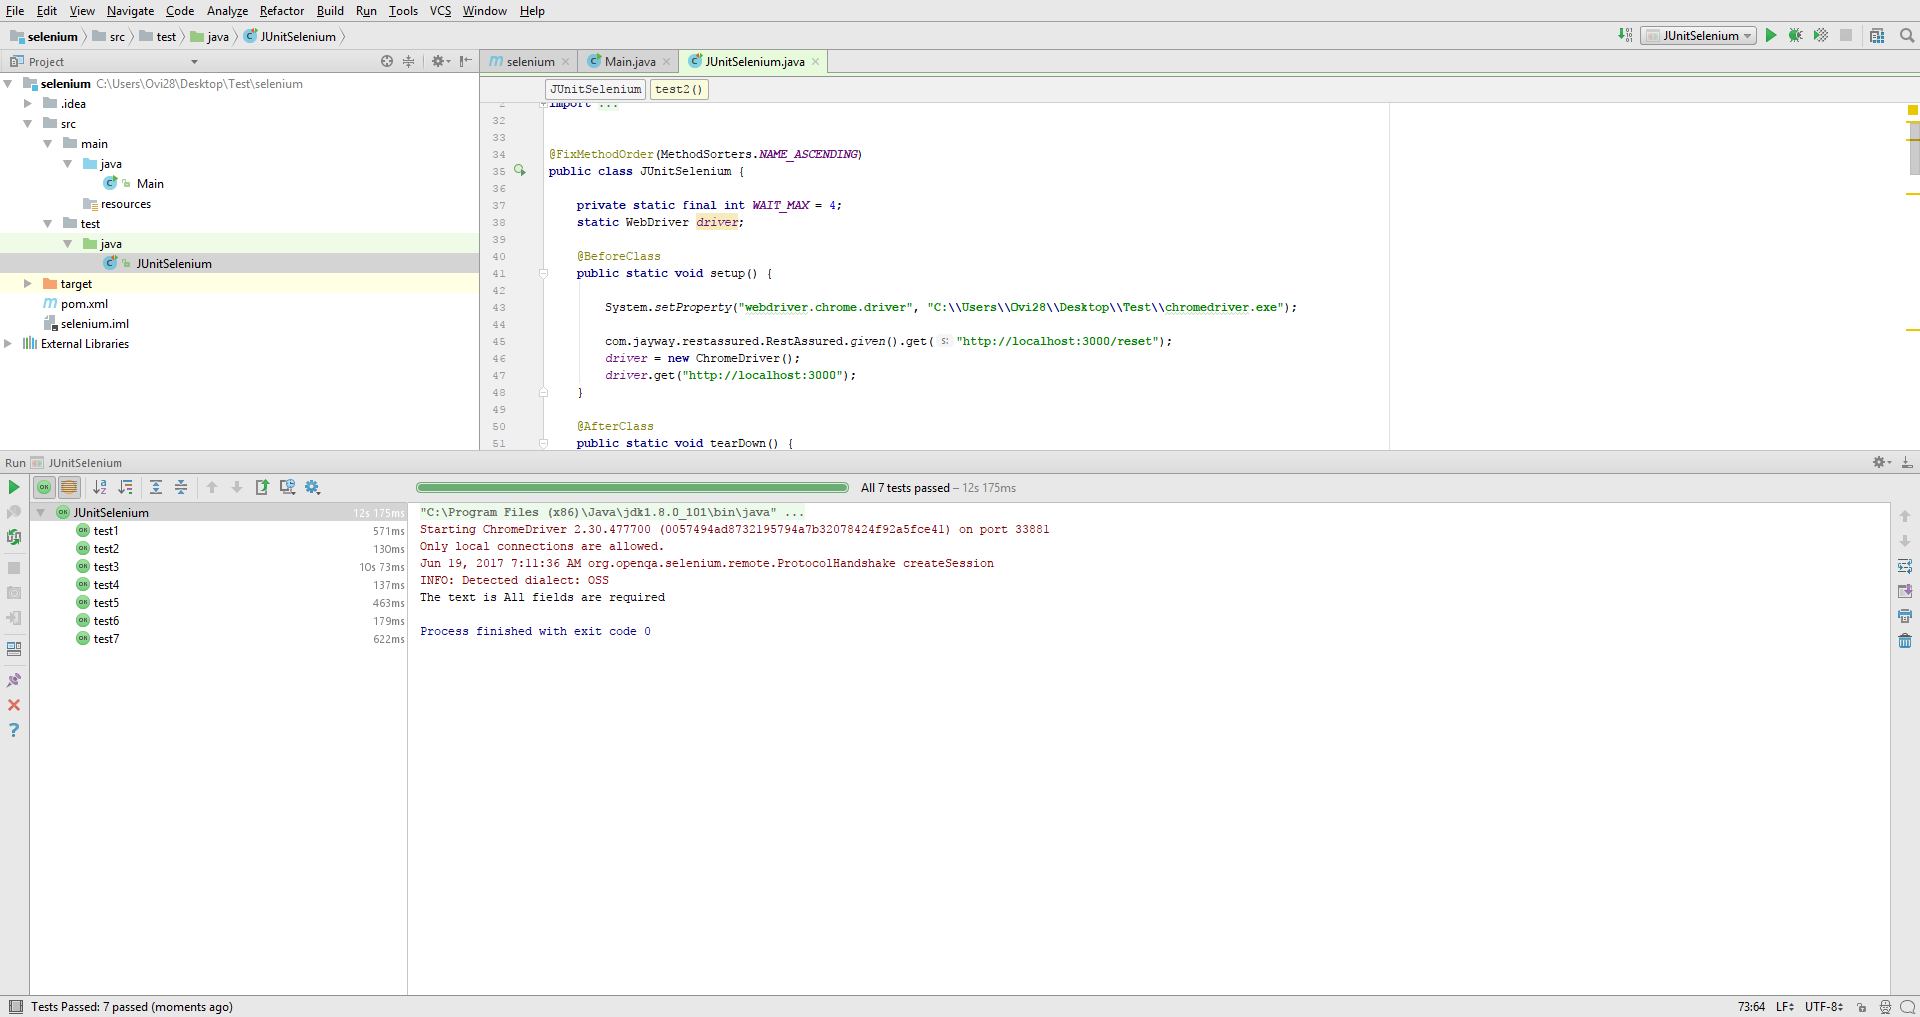 File Edit View Navigate Code Analyze Refactor Build Run Tools VCS Window Help
selenium src test java JUnitSelenium
JUnitSelenium
Project
selenium C:\Users\Ovi28\Desktop\Test\selenium
.idea
src
main
java
Main
resources
test
java
JUnitSelenium
target
pom.xml
selenium.iml
External Libraries
selenium Main.java JUnitSelenium.java
JUnitSelenium test2()
2 import ...
32
33
34 @FixMethodOrder(MethodSorters.NAME_ASCENDING)
35 public class JUnitSelenium {
36
37 private static final int WAIT_MAX = 4;
38 static WebDriver driver;
39
40 @BeforeClass
41 public static void setup() {
42
43 System.setProperty("webdriver.chrome.driver", "C:\\Users\\Ovi28\\Desktop\\Test\\chromedriver.exe");
44
45 com.jayway.restassured.RestAssured.given().get( s: "http://localhost:3000/reset");
46 driver = new ChromeDriver();
47 driver.get("http://localhost:3000");
48 }
49
50 @AfterClass
51 public static void tearDown() {
Run JUnitSelenium
All 7 tests passed – 12s 175ms
JUnitSelenium 12s 175ms
test1 571ms
test2 130ms
test3 10s 73ms
test4 137ms
test5 463ms
test6 179ms
test7 622ms
"C:\Program Files (x86)\Java\jdk1.8.0_101\bin\java" ...
Starting ChromeDriver 2.30.477700 (0057494ad8732195794a7b32078424f92a5fce41) on port 33881
Only local connections are allowed.
Jun 19, 2017 7:11:36 AM org.openqa.selenium.remote.ProtocolHandshake createSession
INFO: Detected dialect: OSS
The text is All fields are required
Process finished with exit code 0
Tests Passed: 7 passed (moments ago)
73:64 LF UTF-8